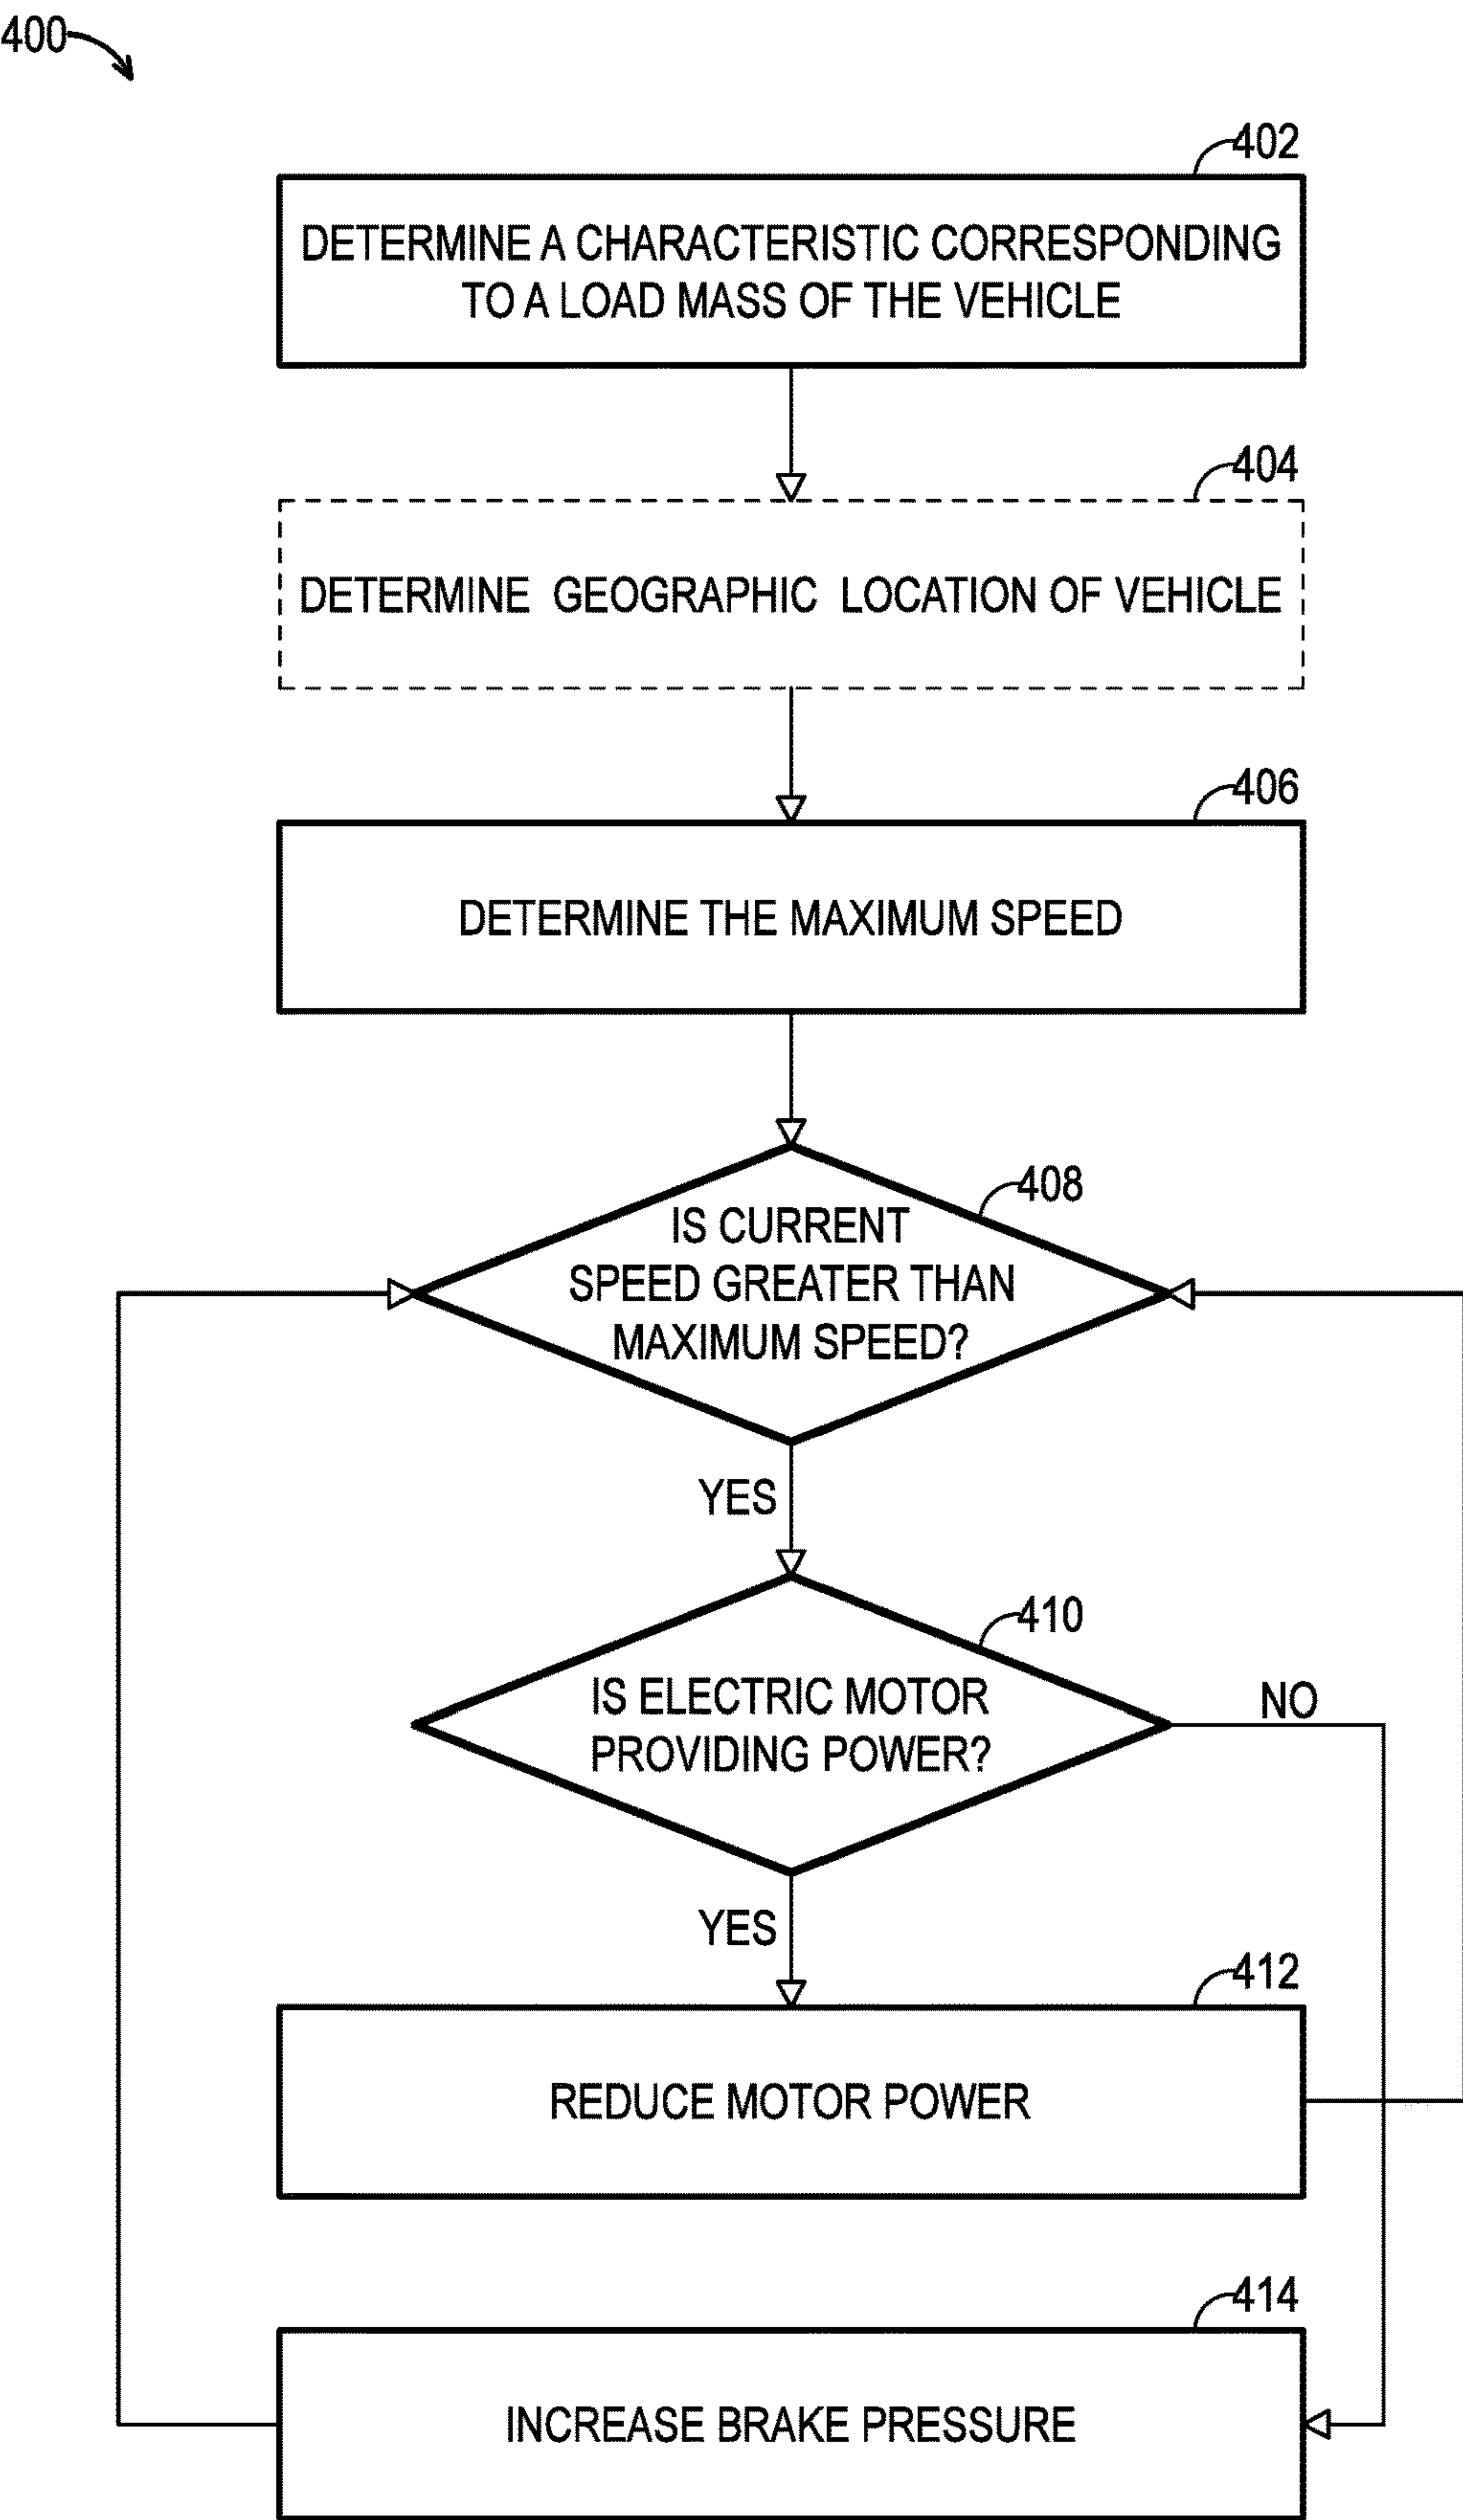 400
402
DETERMINE A CHARACTERISTIC CORRESPONDING
TO A LOAD MASS OF THE VEHICLE
404
DETERMINE GEOGRAPHIC LOCATION OF VEHICLE
406
DETERMINE THE MAXIMUM SPEED
408
IS CURRENT
SPEED GREATER THAN
MAXIMUM SPEED?
YES
410
IS ELECTRIC MOTOR
PROVIDING POWER?
NO
YES
412
REDUCE MOTOR POWER
414
INCREASE BRAKE PRESSURE